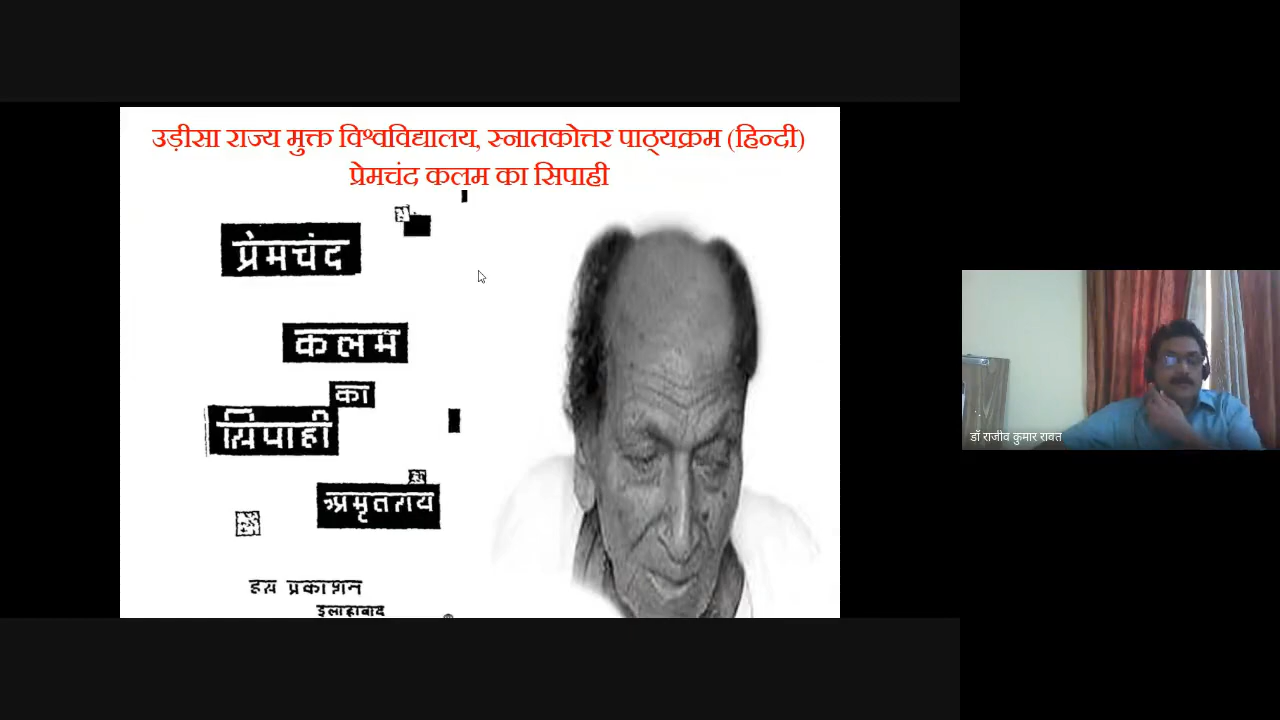 उड़ीसा राज्य मुक्त विश्वविद्यालय, स्नातकोत्तर पाठ्यक्रम (हिन्दी)
प्रेमचंद कलम का सिपाही
प्रेमचंद
कलम
का
सिपाही
अमृतराय
हंस प्रकाशन
इलाहाबाद
डॉ राजीव कुमार रावत